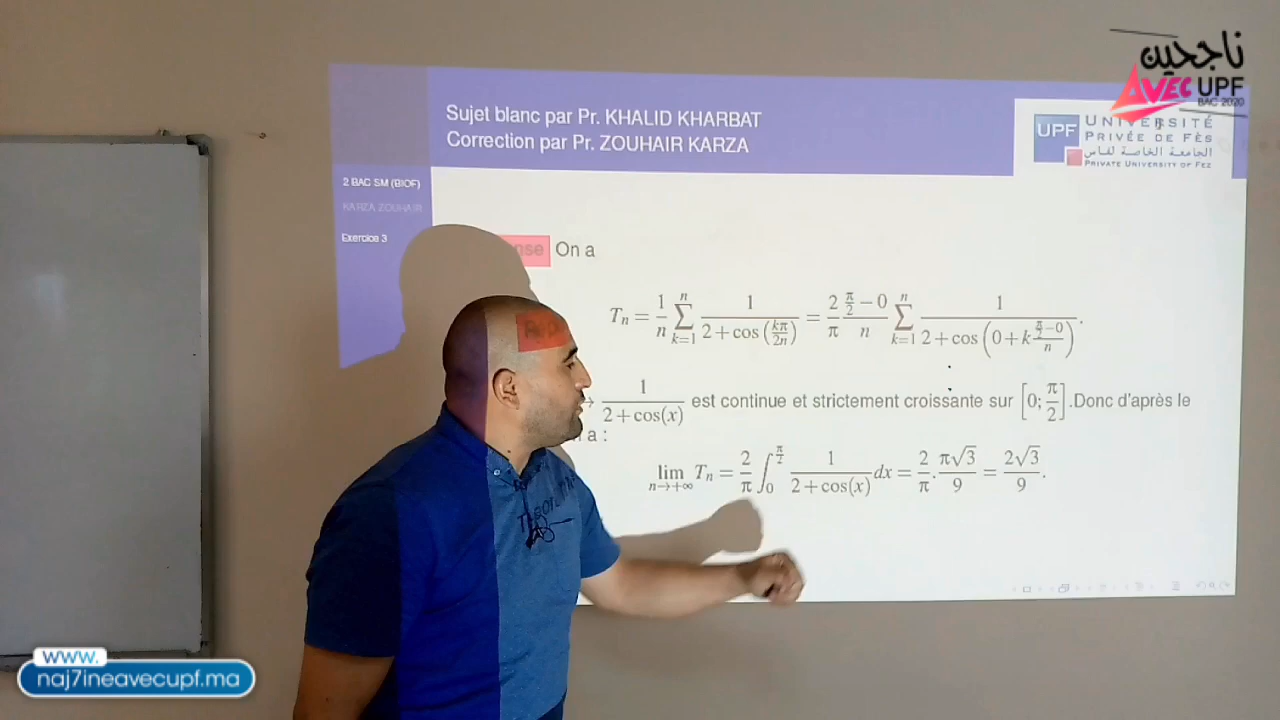 ناجحين
AVEC UPF
BAC 2020
Sujet blanc par Pr. KHALID KHARBAT
Correction par Pr. ZOUHAIR KARZA
UPF
UNIVERSITÉ
PRIVÉE DE FÈS
الجامعة الخاصة لفاس
PRIVATE UNIVERSITY OF FEZ
2 BAC SM (BIOF)
KARZA ZOUHAIR
Exercice 3
On a
T_n = \frac{1}{n} \sum_{k=1}^{n} \frac{1}{2+\cos\left(\frac{k\pi}{2n}\right)} = \frac{2}{\pi} \frac{\frac{\pi}{2}-0}{n} \sum_{k=1}^{n} \frac{1}{2+\cos\left(0+k\frac{\frac{\pi}{2}-0}{n}\right)}.
\frac{1}{2+\cos(x)} est continue et strictement croissante sur \left[0;\frac{\pi}{2}\right].Donc d'après le
a :
\lim_{n\to+\infty} T_n = \frac{2}{\pi} \int_0^{\frac{\pi}{2}} \frac{1}{2+\cos(x)} dx = \frac{2}{\pi}.\frac{\pi\sqrt{3}}{9} = \frac{2\sqrt{3}}{9}.
www.
naj7ineavecupf.ma